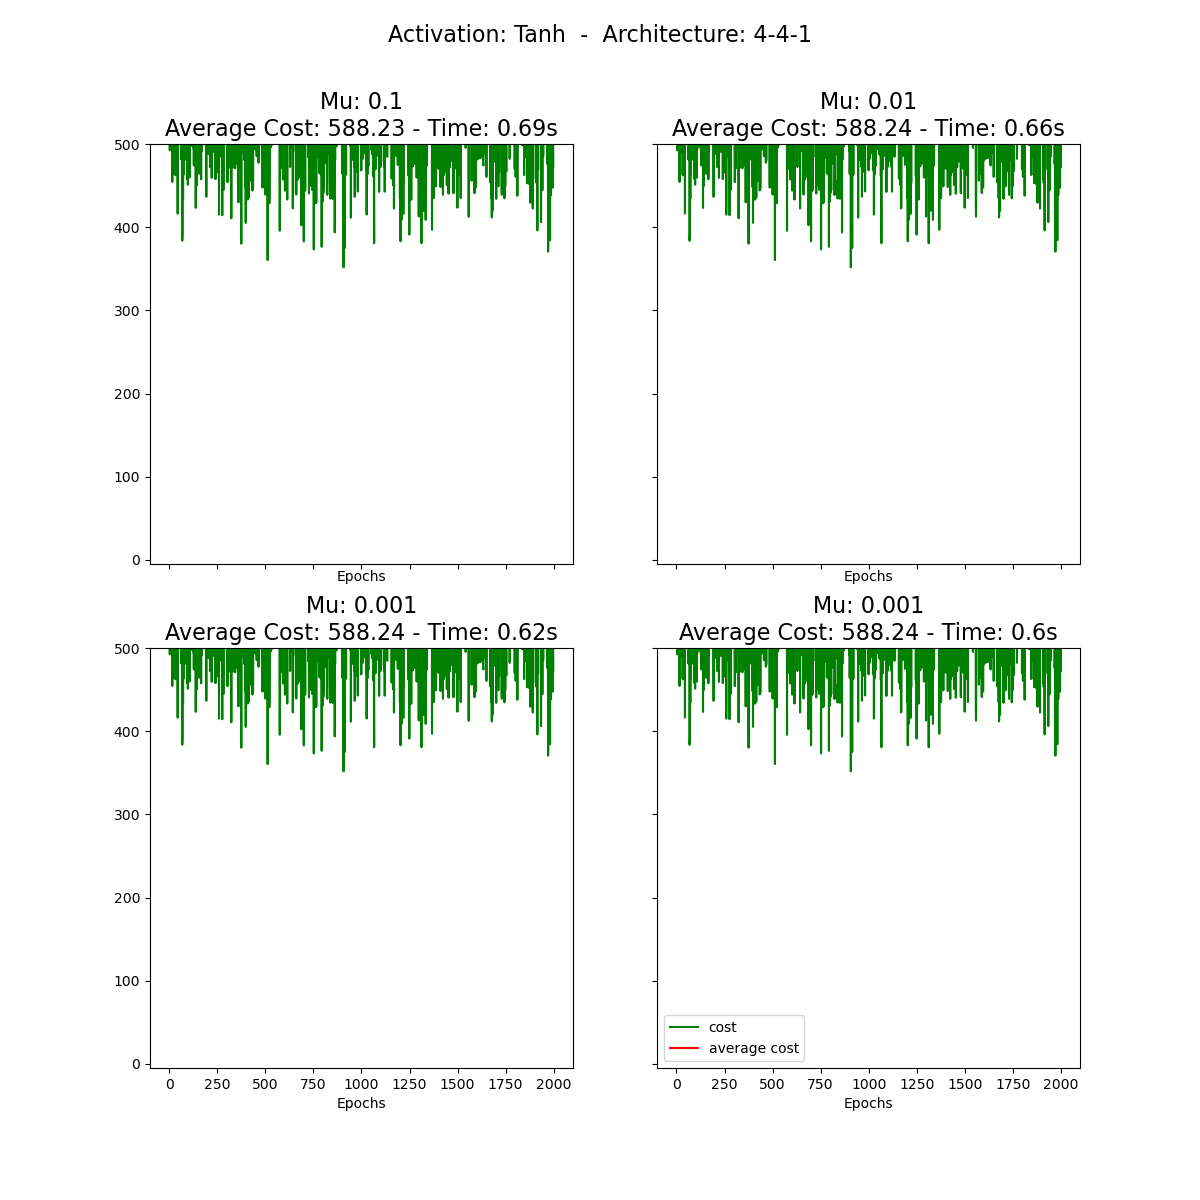 Activation: Tanh  -  Architecture: 4-4-1
Mu: 0.1
Average Cost: 588.23 - Time: 0.69s
500
400
300
200
100
0
Epochs
Mu: 0.01
Average Cost: 588.24 - Time: 0.66s
Epochs
Mu: 0.001
Average Cost: 588.24 - Time: 0.62s
500
400
300
200
100
0
0 250 500 750 1000 1250 1500 1750 2000
Epochs
Mu: 0.001
Average Cost: 588.24 - Time: 0.6s
cost
average cost
0 250 500 750 1000 1250 1500 1750 2000
Epochs